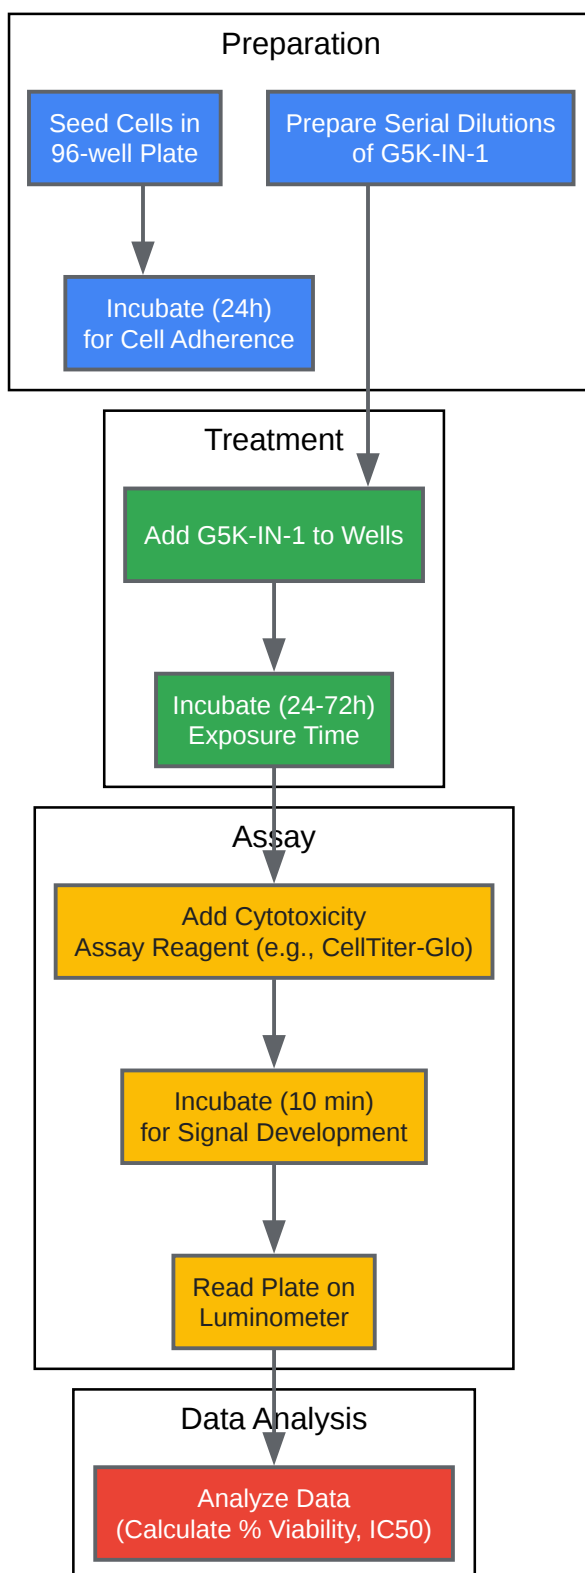 Preparation
Seed Cells in
96-well Plate
Prepare Serial Dilutions
of G5K-IN-1
Incubate (24h)
for Cell Adherence
Treatment
Add G5K-IN-1 to Wells
Incubate (24-72h)
Exposure Time
Assay
Add Cytotoxicity
Assay Reagent (e.g., CellTiter-Glo)
Incubate (10 min)
for Signal Development
Read Plate on
Luminometer
Data Analysis
Analyze Data
(Calculate % Viability, IC50)